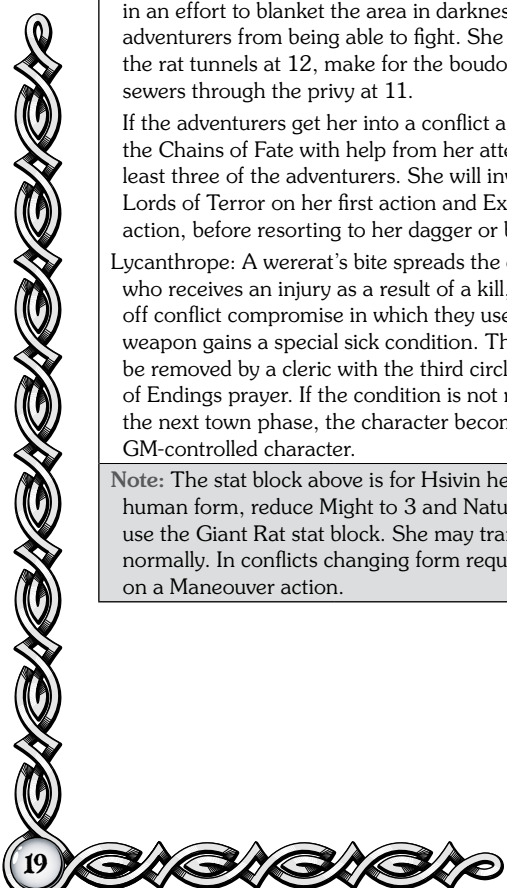 in an effort to blanket the area in darknes
adventurers from being able to fight. She
the rat tunnels at 12, make for the boudo
sewers through the privy at 11.
If the adventurers get her into a conflict a
the Chains of Fate with help from her atte
least three of the adventurers. She will inv
Lords of Terror on her first action and Ex
action, before resorting to her dagger or b
Lycanthrope: A wererat's bite spreads the
who receives an injury as a result of a kill,
off conflict compromise in which they use
weapon gains a special sick condition. Th
be removed by a cleric with the third circl
of Endings prayer. If the condition is not r
the next town phase, the character becon
GM-controlled character.
Note: The stat block above is for Hsivin he
human form, reduce Might to 3 and Natu
use the Giant Rat stat block. She may tra
normally. In conflicts changing form requ
on a Maneouver action.
19